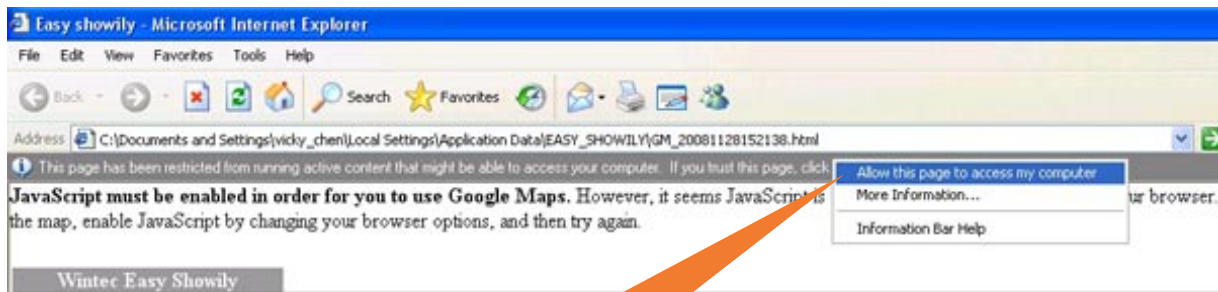 Easy showily - Microsoft Internet Explorer
File Edit View Favorites Tools Help
Back Search Favorites
Address C:\Documents and Settings\vicky_chen\Local Settings\Application Data\EASY_SHOWILY\GM_20081128152138.html
This page has been restricted from running active content that might be able to access your computer. If you trust this page, click
Allow this page to access my computer
More Information...
Information Bar Help
JavaScript must be enabled in order for you to use Google Maps. However, it seems JavaScript is ur browser.
the map, enable JavaScript by changing your browser options, and then try again.
Wintec Easy Showily